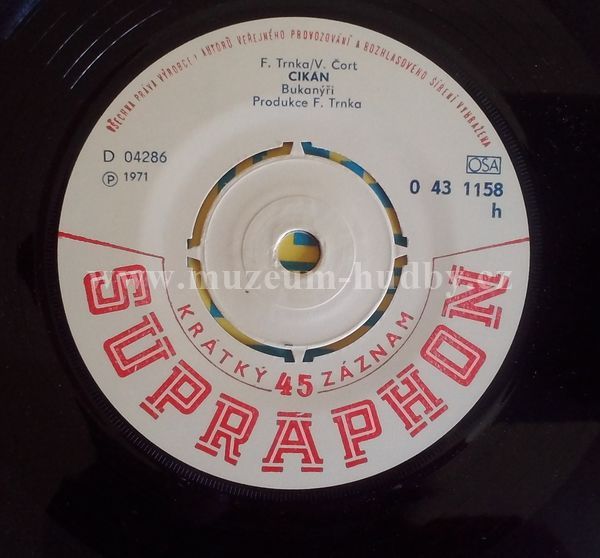 VŠECHNA PRÁVA VÝROBCE I AUTORŮ VEŘEJNÉHO PROVOZOVÁNÍ A ROZHLASOVÉHO ŠÍŘENÍ VYHRAZENA
F. Trnka/V. Čort
CIKÁN
Bukanýři
Produkce F. Trnka
D 04286
Ⓟ 1971
OSA
0 43 1158
h
www.muzeum-hudby.cz
KRÁTKÝ 45 ZÁZNAM
SUPRAPHON